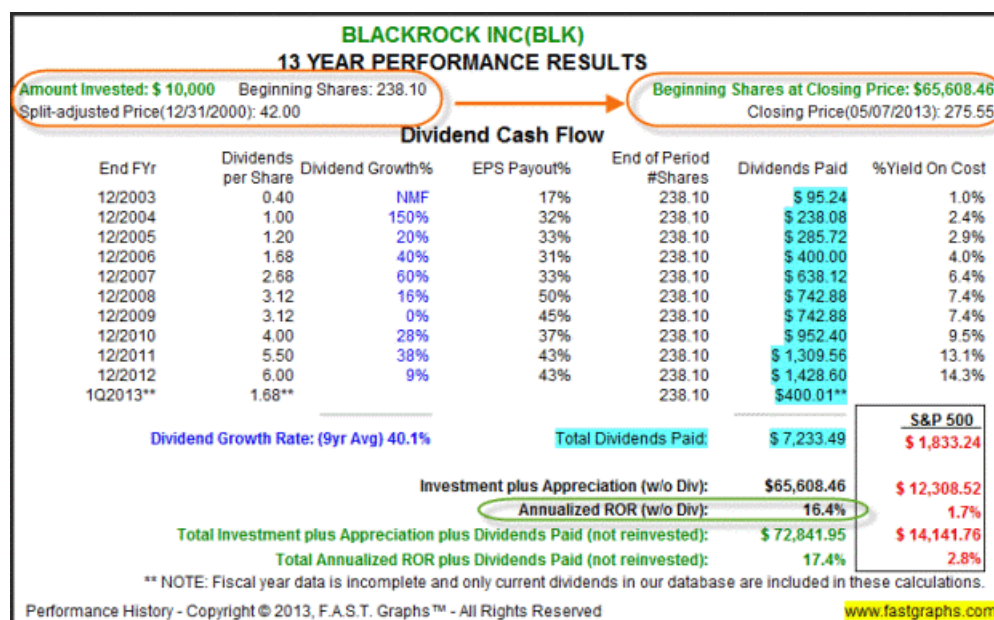 BLACKROCK INC(BLK)
13 YEAR PERFORMANCE RESULTS
Amount Invested: $ 10,000 Beginning Shares: 238.10 Beginning Shares at Closing Price: $65,608.46
Split-adjusted Price(12/31/2000): 42.00 Closing Price(05/07/2013): 275.55
Dividend Cash Flow
End FYr Dividends per Share Dividend Growth% EPS Payout% End of Period #Shares Dividends Paid %Yield On Cost
12/2003 0.40 NMF 17% 238.10 $ 95.24 1.0%
12/2004 1.00 150% 32% 238.10 $ 238.08 2.4%
12/2005 1.20 20% 33% 238.10 $ 285.72 2.9%
12/2006 1.68 40% 31% 238.10 $ 400.00 4.0%
12/2007 2.68 60% 33% 238.10 $ 638.12 6.4%
12/2008 3.12 16% 50% 238.10 $ 742.88 7.4%
12/2009 3.12 0% 45% 238.10 $ 742.88 7.4%
12/2010 4.00 28% 37% 238.10 $ 952.40 9.5%
12/2011 5.50 38% 43% 238.10 $ 1,309.56 13.1%
12/2012 6.00 9% 43% 238.10 $ 1,428.60 14.3%
1Q2013** 1.68** 238.10 $400.01**
S&P 500
Dividend Growth Rate: (9yr Avg) 40.1% Total Dividends Paid: $ 7,233.49 $ 1,833.24
Investment plus Appreciation (w/o Div): $65,608.46 $ 12,308.52
Annualized ROR (w/o Div): 16.4% 1.7%
Total Investment plus Appreciation plus Dividends Paid (not reinvested): $ 72,841.95 $ 14,141.76
Total Annualized ROR plus Dividends Paid (not reinvested): 17.4% 2.8%
** NOTE: Fiscal year data is incomplete and only current dividends in our database are included in these calculations.
Performance History - Copyright © 2013, F.A.S.T. Graphs™ - All Rights Reserved www.fastgraphs.com